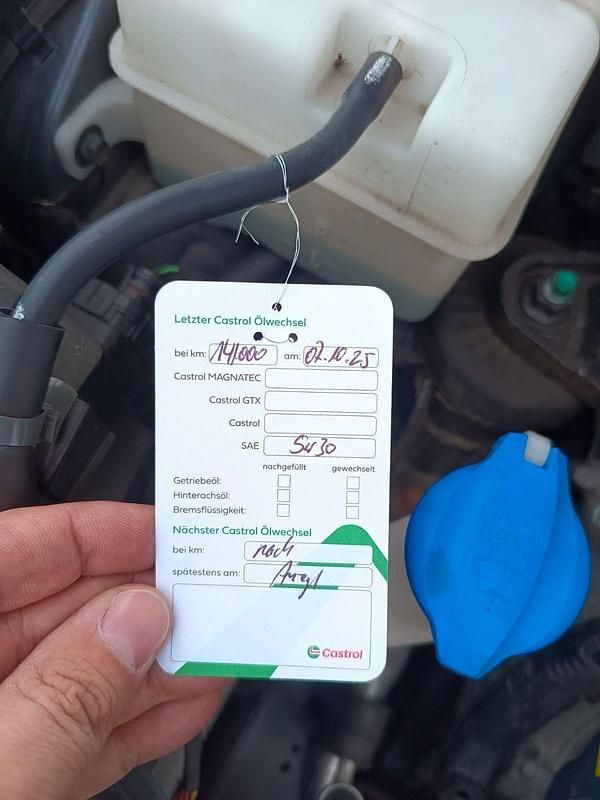 Letzter Castrol Ölwechsel
bei km: 141000 am: 02.10.25
Castrol MAGNATEC
Castrol GTX
Castrol
SAE 5W30
nachgefüllt gewechselt
Getriebeöl:
Hinterachsöl:
Bremsflüssigkeit:
Nächster Castrol Ölwechsel
bei km: nach
spätestens am:
Castrol